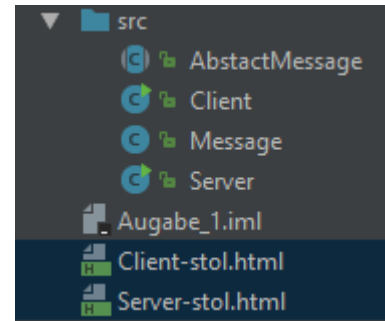 src
AbstactMessage
Client
Message
Server
Augabe_1.iml
Client-stol.html
Server-stol.html